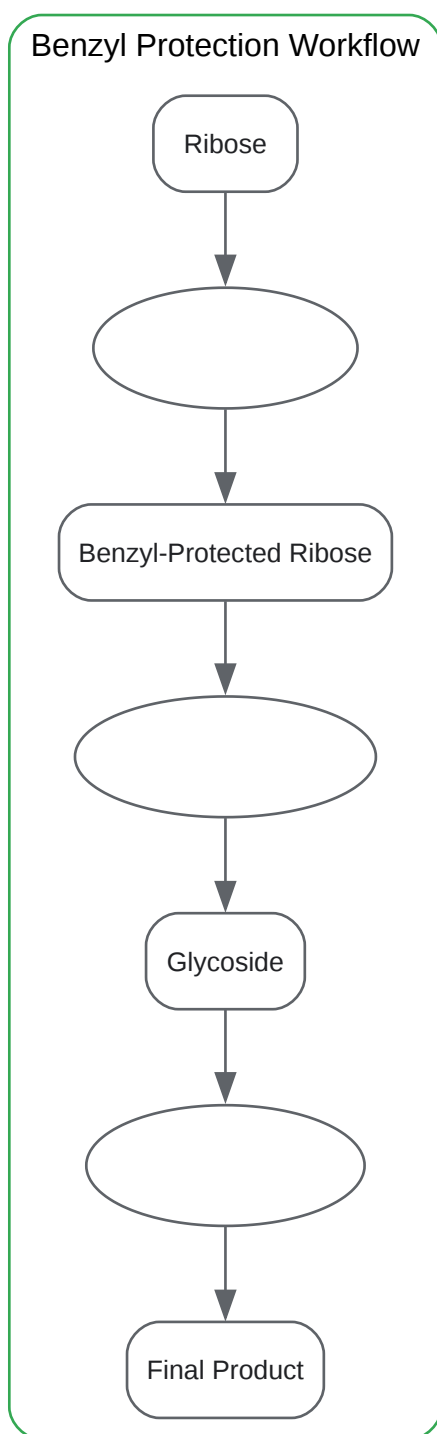 Benzyl Protection Workflow
Ribose
Benzyl-Protected Ribose
Glycoside
Final Product